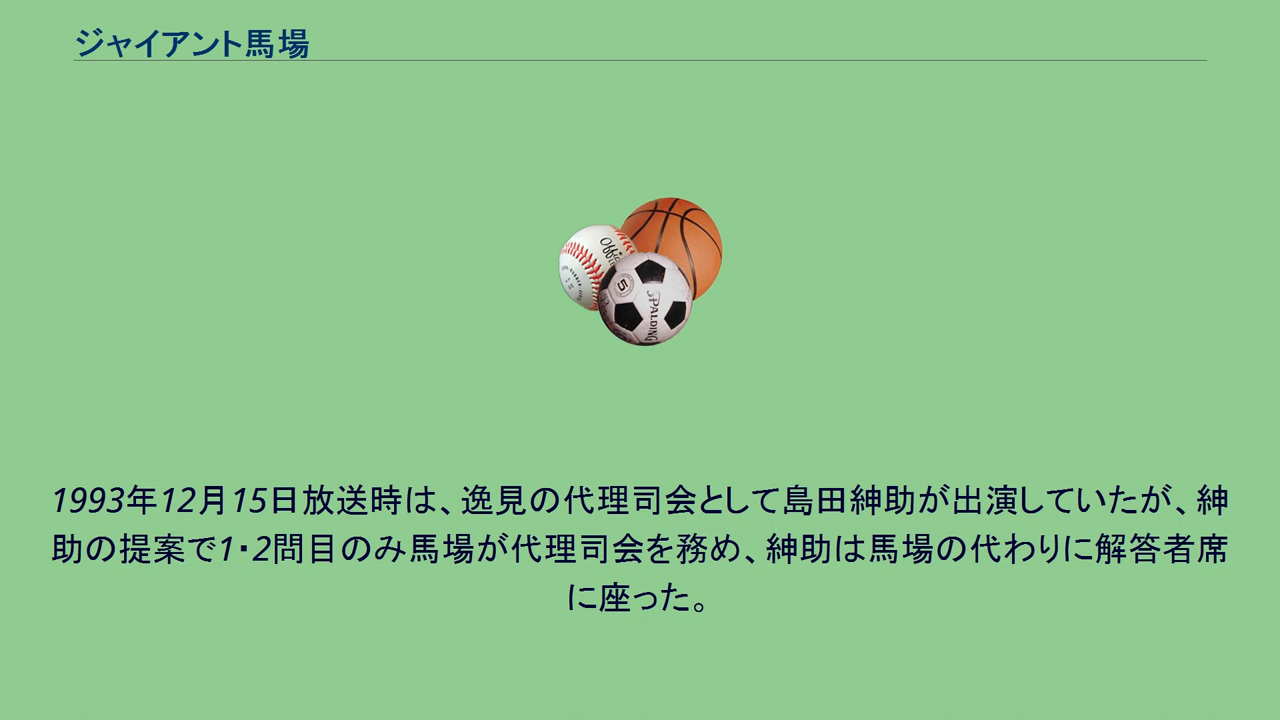 ジャイアント馬場
Offici
5
SPALDING
1993年12月15日放送時は、逸見の代理司会として島田紳助が出演していたが、紳
助の提案で1・2問目のみ馬場が代理司会を務め、紳助は馬場の代わりに解答者席
に座った。